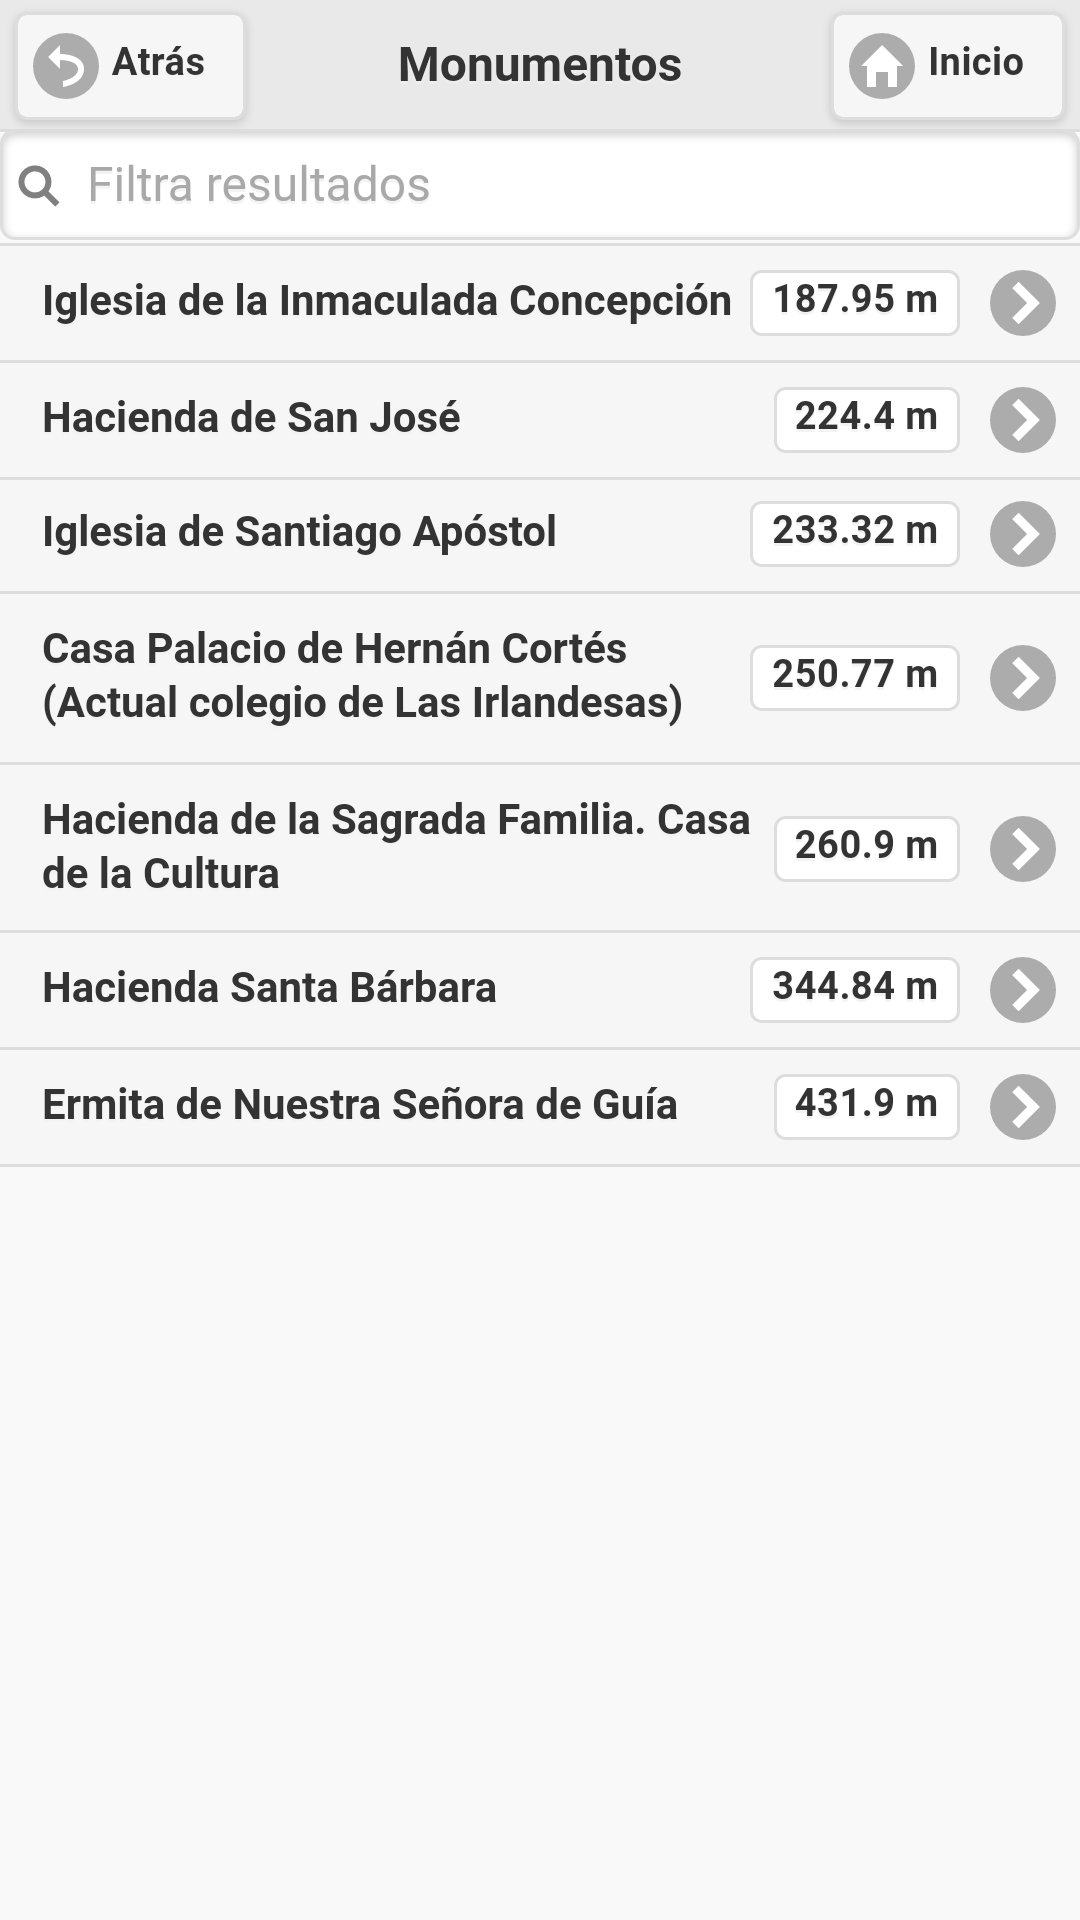 Atrás
Monumentos
Inicio
Filtra resultados
Iglesia de la Inmaculada Concepción 187.95 m
Hacienda de San José 224.4 m
Iglesia de Santiago Apóstol 233.32 m
Casa Palacio de Hernán Cortés
(Actual colegio de Las Irlandesas) 250.77 m
Hacienda de la Sagrada Familia. Casa
de la Cultura 260.9 m
Hacienda Santa Bárbara 344.84 m
Ermita de Nuestra Señora de Guía 431.9 m